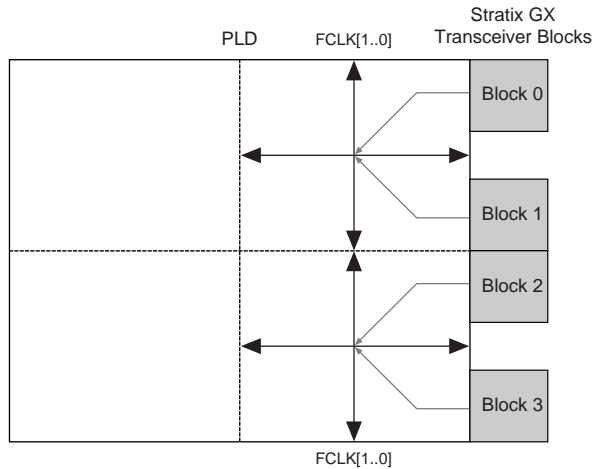 Stratix GX
PLD FCLK[1..0] Transceiver Blocks
Block 0
Block 1
Block 2
Block 3
FCLK[1..0]